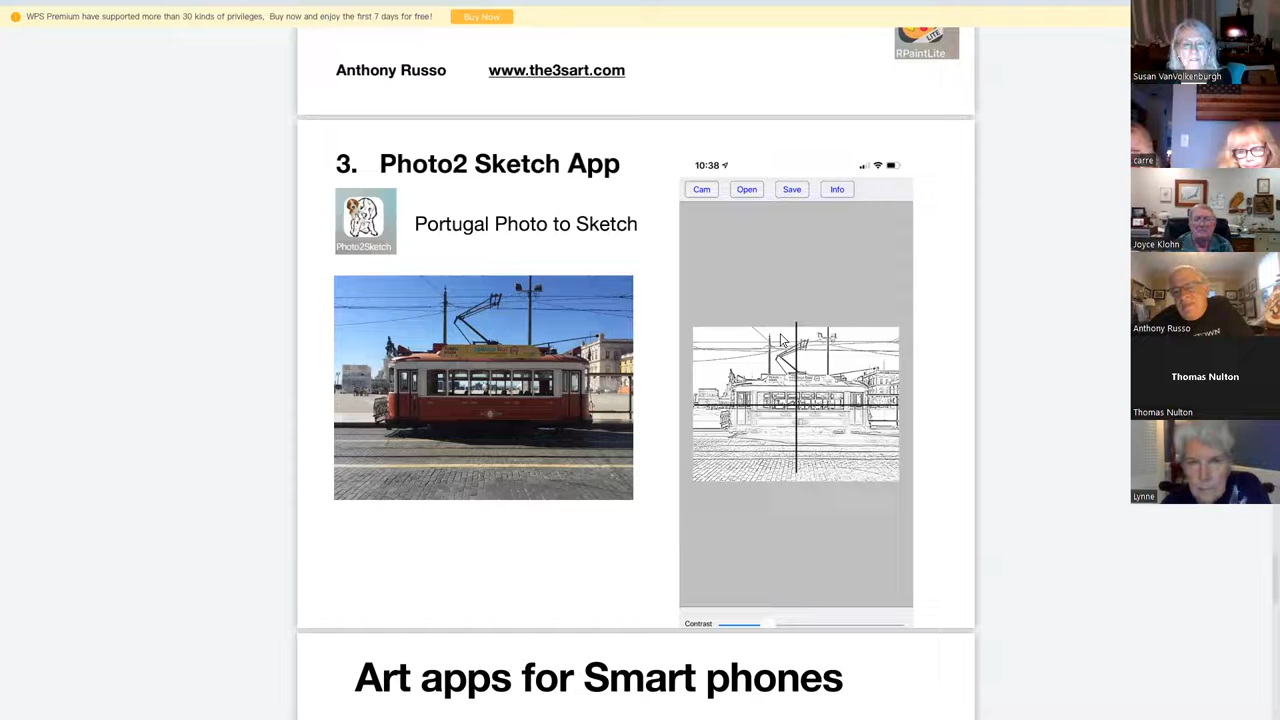 WPS Premium have supported more than 30 kinds of privileges, Buy now and enjoy the first 7 days for free!
Buy Now
LITE
RPaintLite
Anthony Russo www.the3sart.com
3. Photo2 Sketch App
Photo2Sketch
Portugal Photo to Sketch
10:38
Cam Open Save Info
Contrast
Art apps for Smart phones
Susan VanVolkenburgh
carre
Joyce Klohn
Anthony Russo
Thomas Nulton
Thomas Nulton
Lynne